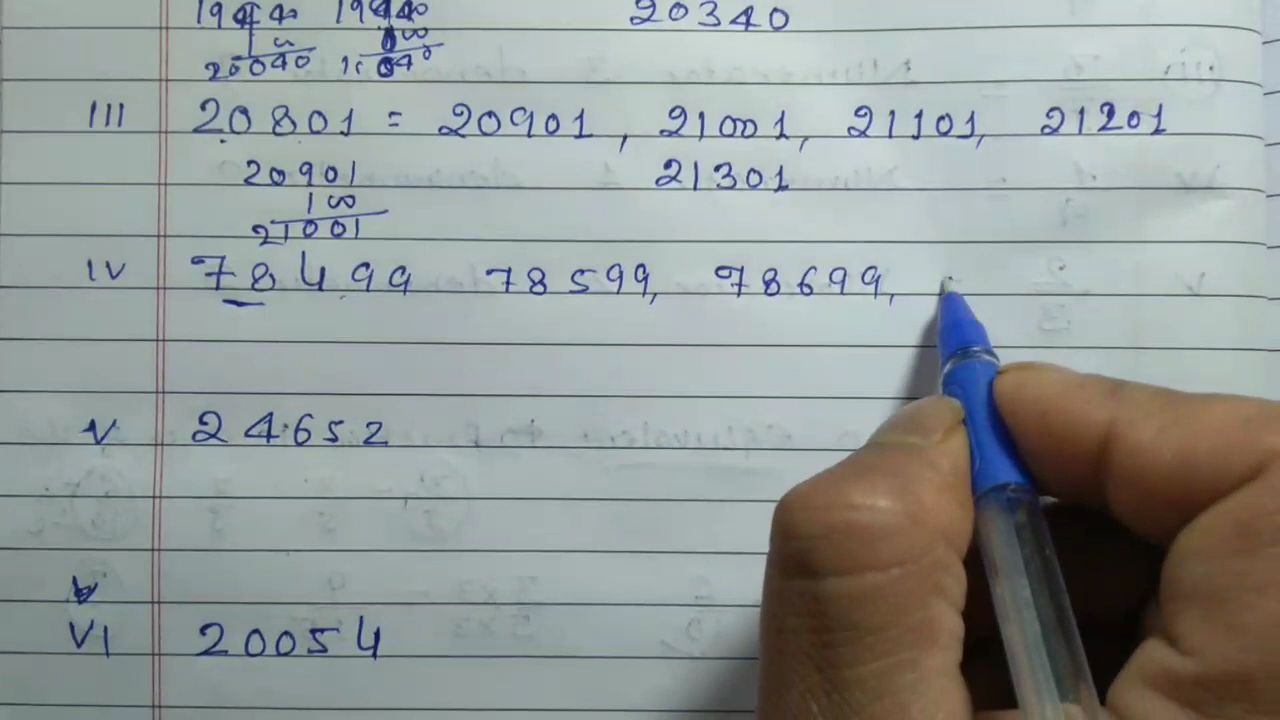 20340
III 20801 = 20901, 21001, 21101, 21201
20901 21301
100
21001
IV 78499 78599, 78699,
V 24652
VI 20054